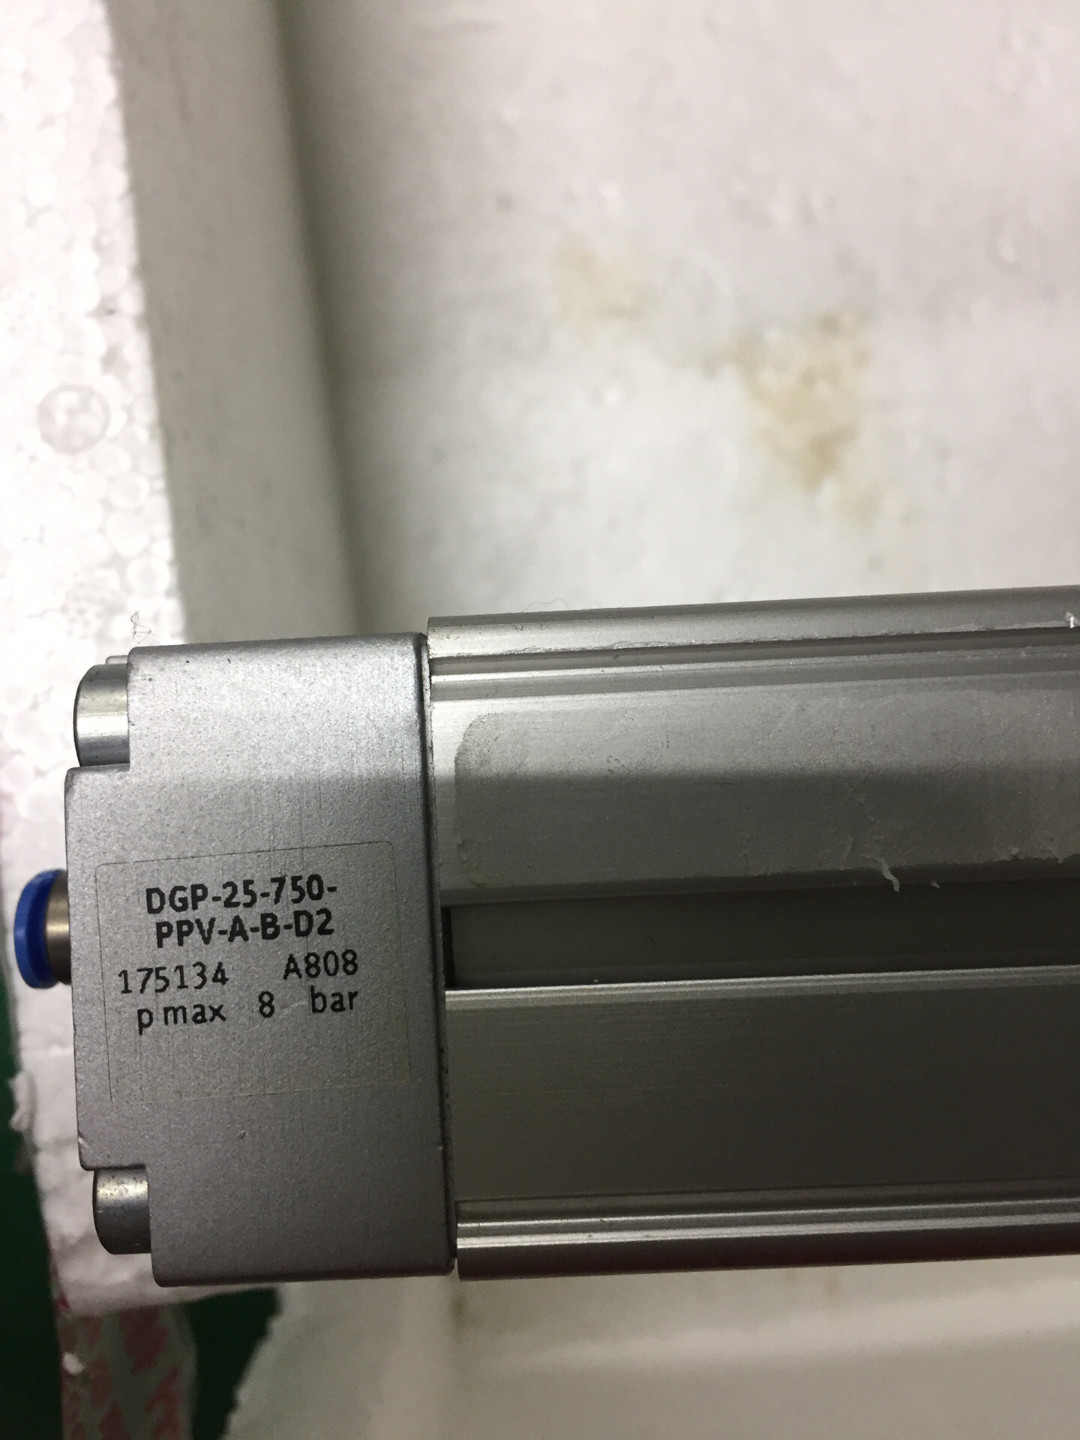 DGP-25-750-
PPV-A-B-D2
175134 A808
p max 8 bar